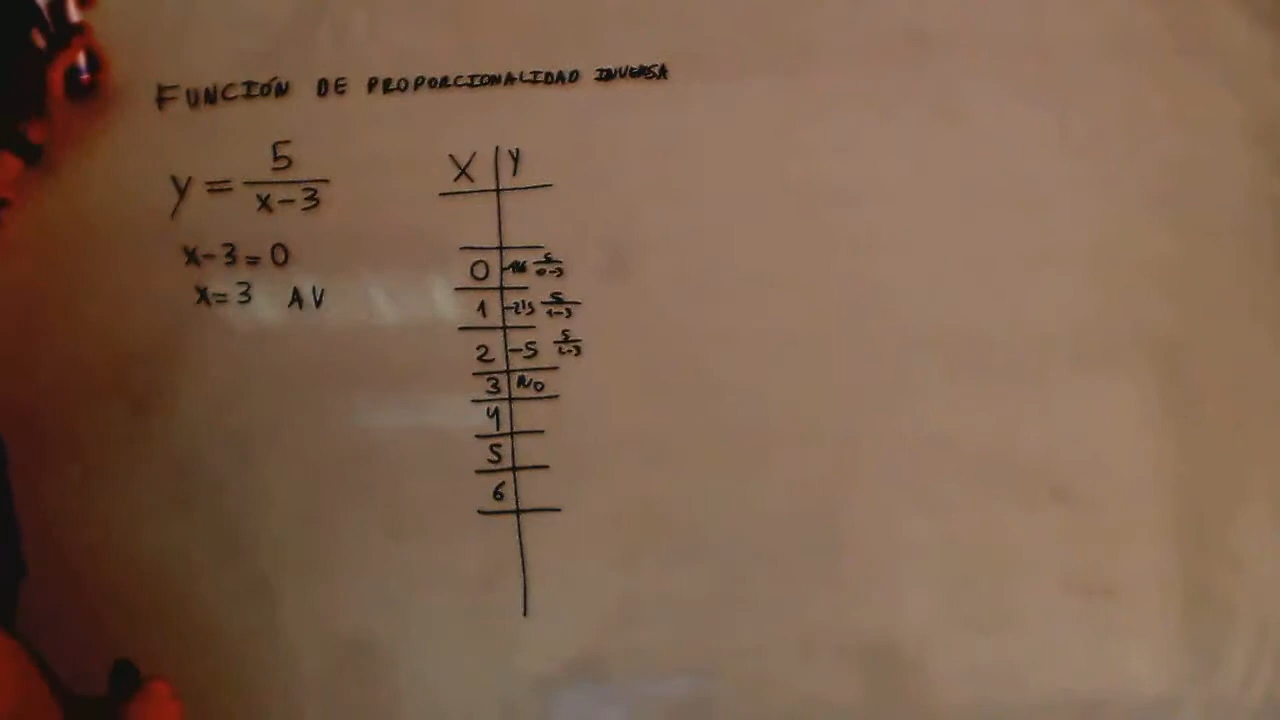 FUNCIÓN DE PROPORCIONALIDAD INVERSA
y = 5/(x-3)
x-3=0
x=3 AV
X | Y
0 | 5/(0-3)
1 | -2'5 5/(1-3)
2 | -5 5/(2-3)
3 | NO
4
5
6